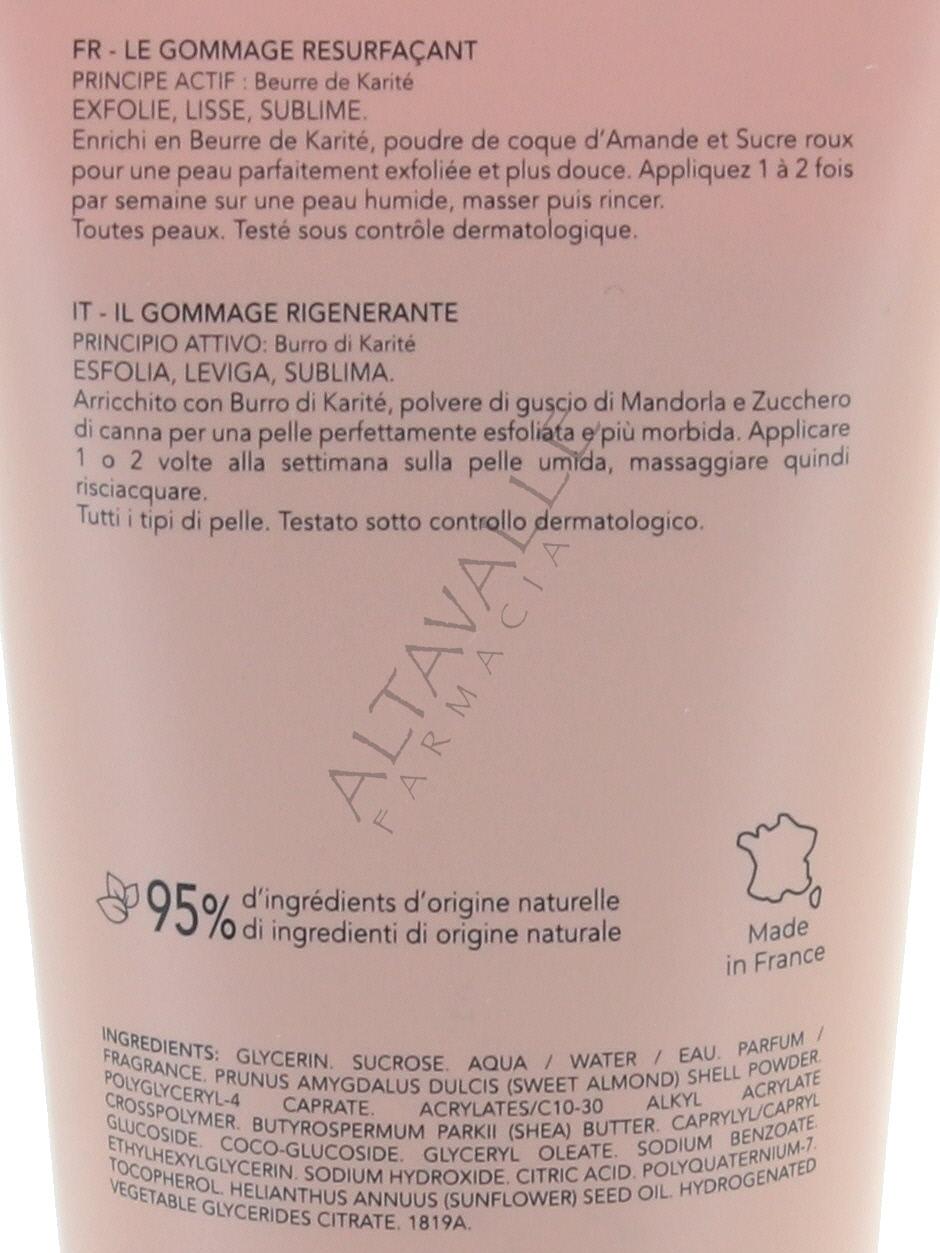 FR - LE GOMMAGE RESURFAÇANT
PRINCIPE ACTIF : Beurre de Karité
EXFOLIE, LISSE, SUBLIME.
Enrichi en Beurre de Karité, poudre de coque d'Amande et Sucre roux
pour une peau parfaitement exfoliée et plus douce. Appliquez 1 à 2 fois
par semaine sur une peau humide, masser puis rincer.
Toutes peaux. Testé sous contrôle dermatologique.
IT - IL GOMMAGE RIGENERANTE
PRINCIPIO ATTIVO: Burro di Karité
ESFOLIA, LEVIGA, SUBLIMA.
Arricchito con Burro di Karité, polvere di guscio di Mandorla e Zucchero
di canna per una pelle perfettamente esfoliata e più morbida. Applicare
1 o 2 volte alla settimana sulla pelle umida, massaggiare quindi
risciacquare.
Tutti i tipi di pelle. Testato sotto controllo dermatologico.
ALTAVALLE
FARMACIA
95% d'ingrédients d'origine naturelle
di ingredienti di origine naturale
Made
in France
INGREDIENTS: GLYCERIN. SUCROSE. AQUA / WATER / EAU. PARFUM /
FRAGRANCE. PRUNUS AMYGDALUS DULCIS (SWEET ALMOND) SHELL POWDER.
POLYGLYCERYL-4 CAPRATE. ACRYLATES/C10-30 ALKYL ACRYLATE
CROSSPOLYMER. BUTYROSPERMUM PARKII (SHEA) BUTTER. CAPRYLYL/CAPRYL
GLUCOSIDE. COCO-GLUCOSIDE. GLYCERYL OLEATE. SODIUM BENZOATE.
ETHYLHEXYLGLYCERIN. SODIUM HYDROXIDE. CITRIC ACID. POLYQUATERNIUM-7.
TOCOPHEROL. HELIANTHUS ANNUUS (SUNFLOWER) SEED OIL. HYDROGENATED
VEGETABLE GLYCERIDES CITRATE. 1819A.